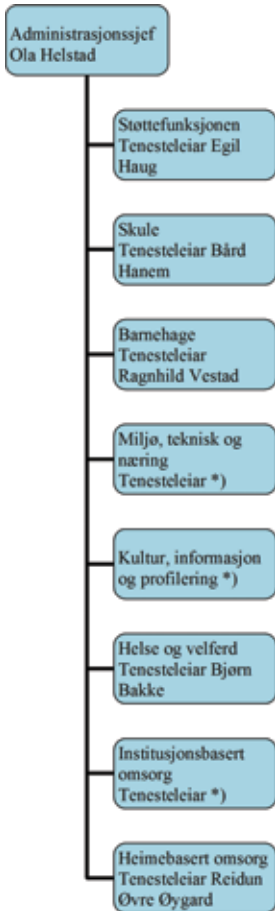 Administrasjonssjef
Ola Helstad
Støttefunksjonen
Tenesteleiar Egil
Haug
Skule
Tenesteleiar Bård
Hanem
Barnehage
Tenesteleiar
Ragnhild Vestad
Miljø, teknisk og
næring
Tenesteleiar *)
Kultur, informasjon
og profilering *)
Helse og velferd
Tenesteleiar Bjørn
Bakke
Institusjonsbasert
omsorg
Tenesteleiar *)
Heimebasert omsorg
Tenesteleiar Reidun
Øvre Øygard